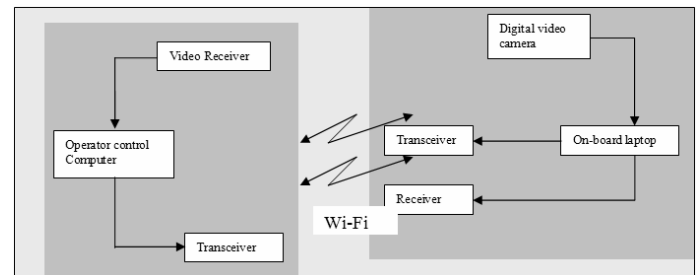 Video Receiver
Operator control
Computer
Transceiver
Wi-Fi
Digital video
camera
Transceiver
On-board laptop
Receiver